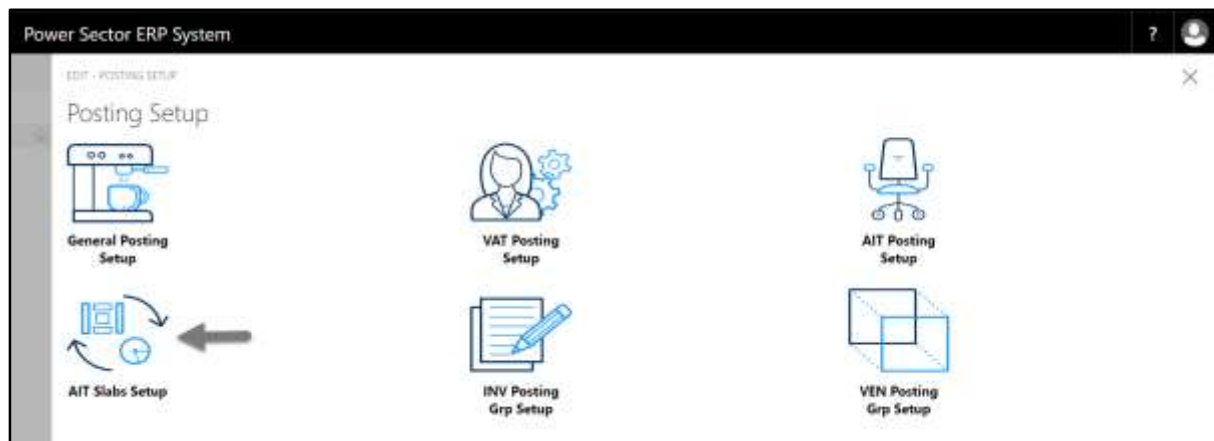 Power Sector ERP System ?
EDIT - POSTING SETUP
Posting Setup
General Posting
Setup
VAT Posting
Setup
AIT Posting
Setup
AIT Slabs Setup
INV Posting
Grp Setup
VEN Posting
Grp Setup